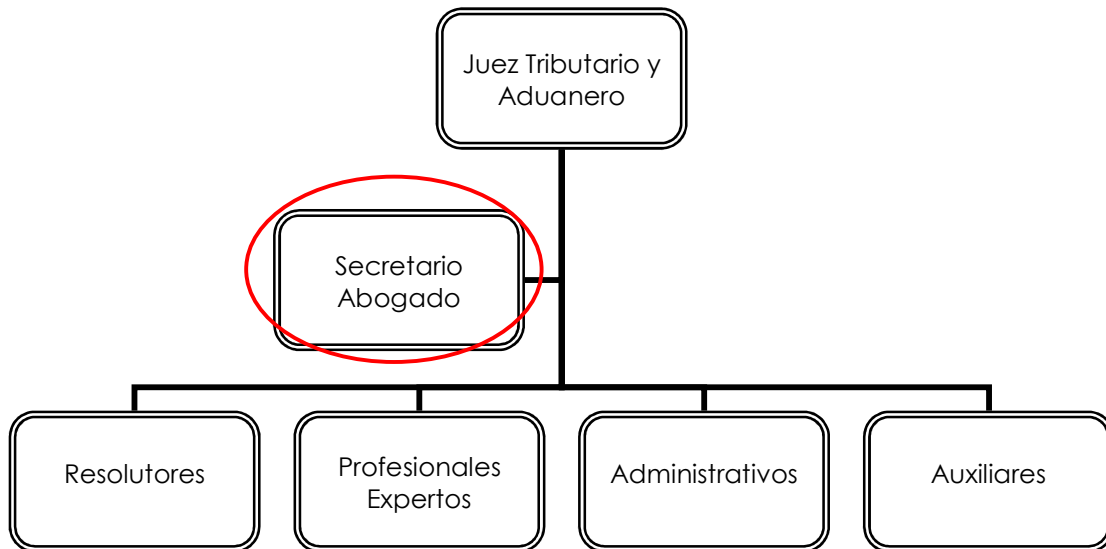 Juez Tributario y
Aduanero
Secretario
Abogado
Resolutores
Profesionales
Expertos
Administrativos
Auxiliares